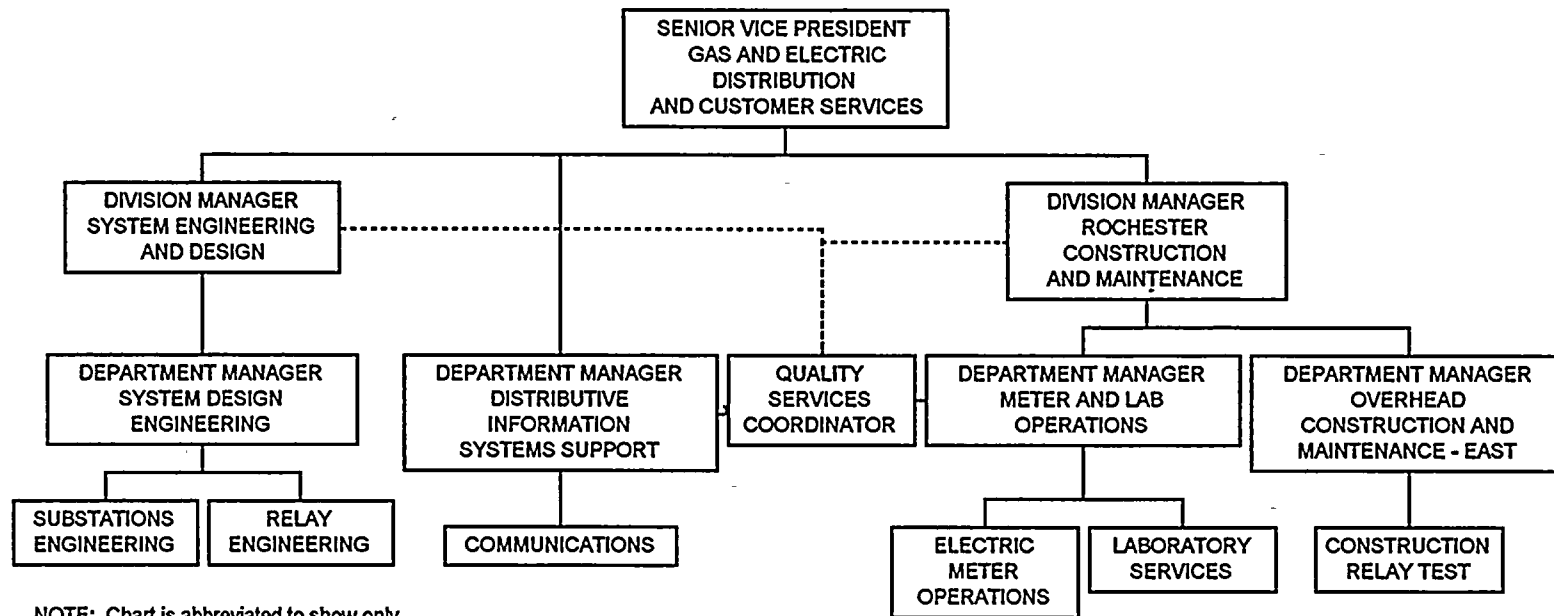 SENIOR VICE PRESIDENT
GAS AND ELECTRIC
DISTRIBUTION
AND CUSTOMER SERVICES
DIVISION MANAGER
SYSTEM ENGINEERING
AND DESIGN
DIVISION MANAGER
ROCHESTER
CONSTRUCTION
AND MAINTENANCE
DEPARTMENT MANAGER
SYSTEM DESIGN
ENGINEERING
DEPARTMENT MANAGER
DISTRIBUTIVE
INFORMATION
SYSTEMS SUPPORT
QUALITY
SERVICES
COORDINATOR
DEPARTMENT MANAGER
METER AND LAB
OPERATIONS
DEPARTMENT MANAGER
OVERHEAD
CONSTRUCTION AND
MAINTENANCE - EAST
SUBSTATIONS
ENGINEERING
RELAY
ENGINEERING
COMMUNICATIONS
ELECTRIC
METER
OPERATIONS
LABORATORY
SERVICES
CONSTRUCTION
RELAY TEST
NOTE: Chart is abbreviated to show only